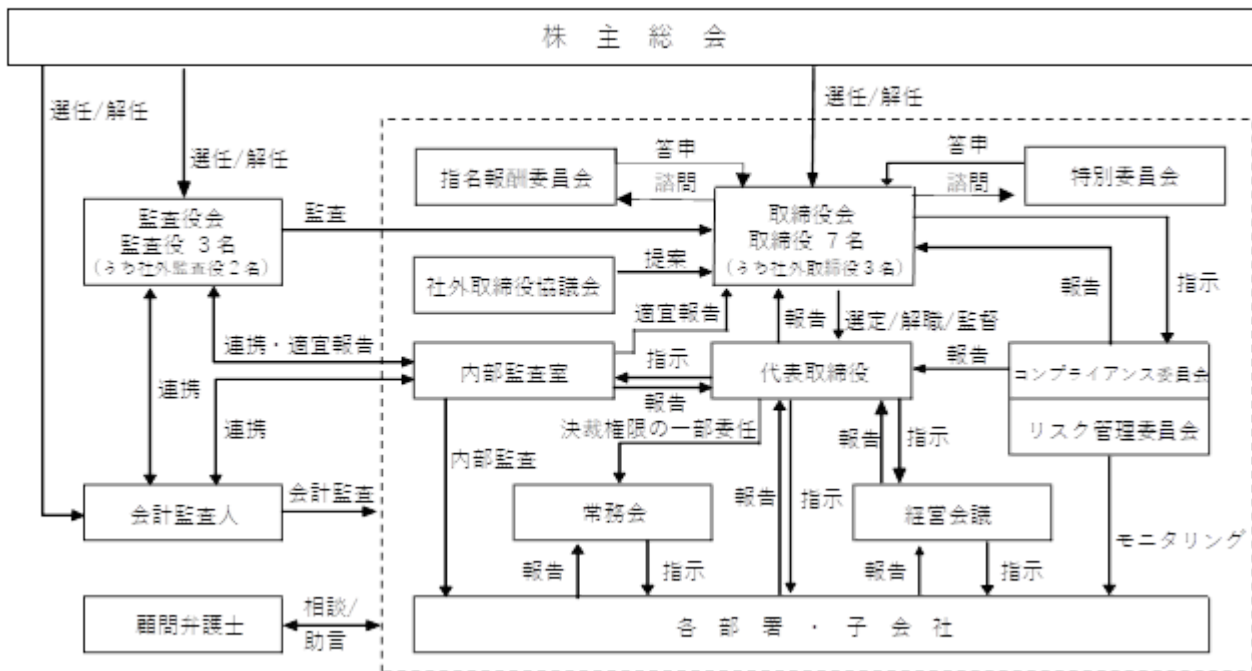 株 主 総 会
選任/解任
選任/解任
選任/解任
答申
諮問
指名報酬委員会
答申
諮問
特別委員会
監査役会
監査役 3名
(うち社外監査役2名)
監査
取締役会
取締役 7名
(うち社外取締役3名)
社外取締役協議会
提案
報告
指示
適宜報告
報告
選定/解職/監督
連携・適宜報告
内部監査室
指示
報告
代表取締役
報告
コンプライアンス委員会
リスク管理委員会
連携
連携
決裁権限の一部委任
内部監査
報告
指示
報告
指示
会計監査人
会計監査
常務会
経営会議
モニタリング
報告
指示
報告
指示
顧問弁護士
相談/
助言
各 部 署 ・ 子 会 社